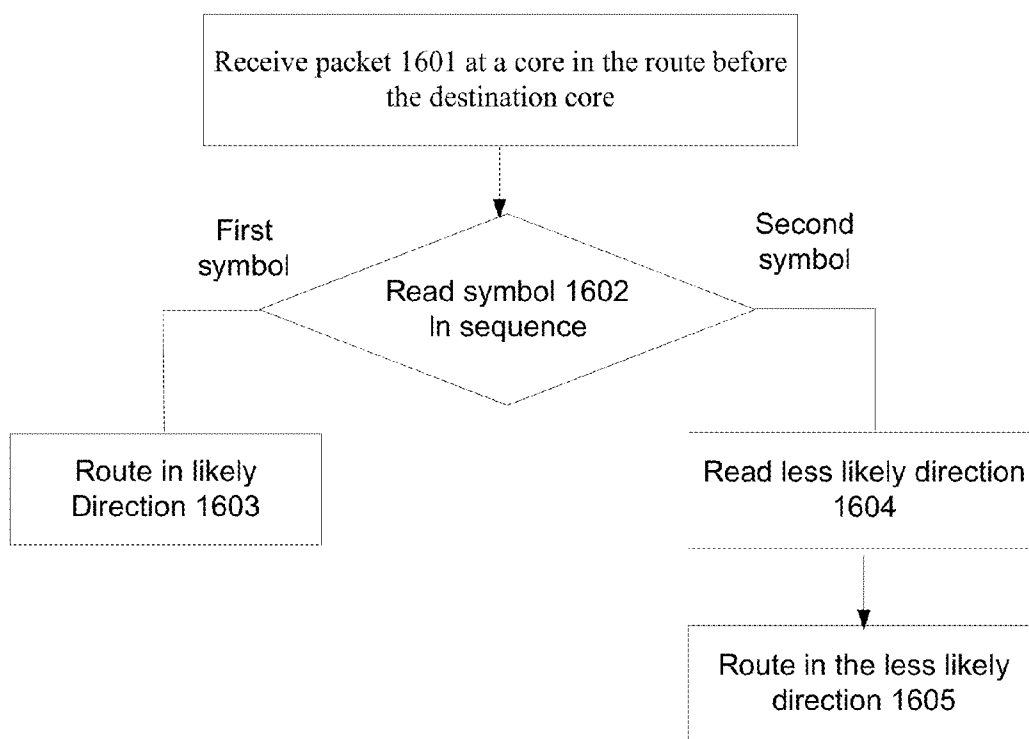 Receive packet 1601 at a core in the route before
the destination core
First
symbol
Second
symbol
Read symbol 1602
In sequence
Route in likely
Direction 1603
Read less likely direction
1604
Route in the less likely
direction 1605